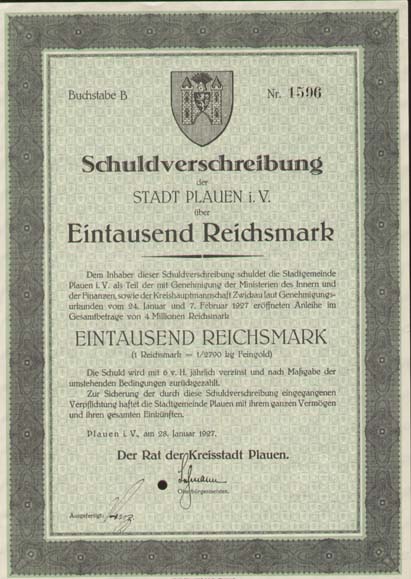 Buchstabe B
Nr. 1596
Schuldverschreibung
der
STADT PLAUEN i. V.
über
Eintausend Reichsmark
Dem Inhaber dieser Schuldverschreibung schuldet die Stadtgemeinde
Plauen i. V. als Teil der mit Genehmigung der Ministerien des Innern und
der Finanzen, sowie der Kreishauptmannschaft Zwickau laut Genehmigungs-
urkunden vom 24. Januar und 7. Februar 1927 eröffneten Anleihe im
Gesamtbetrage von 4 Millionen Reichsmark
EINTAUSEND REICHSMARK
(1 Reichsmark = 1/2790 kg Feingold)
Die Schuld wird mit 6 v. H. jährlich verzinst und nach Maßgabe der
umstehenden Bedingungen zurückgezahlt.
Zur Sicherung der durch diese Schuldverschreibung eingegangenen
Verpflichtung haftet die Stadtgemeinde Plauen mit ihrem ganzen Vermögen
und ihren gesamten Einkünften.
Plauen i. V., am 28. Januar 1927.
Der Rat der Kreisstadt Plauen.
Oberbürgermeister.
Ausgefertigt: